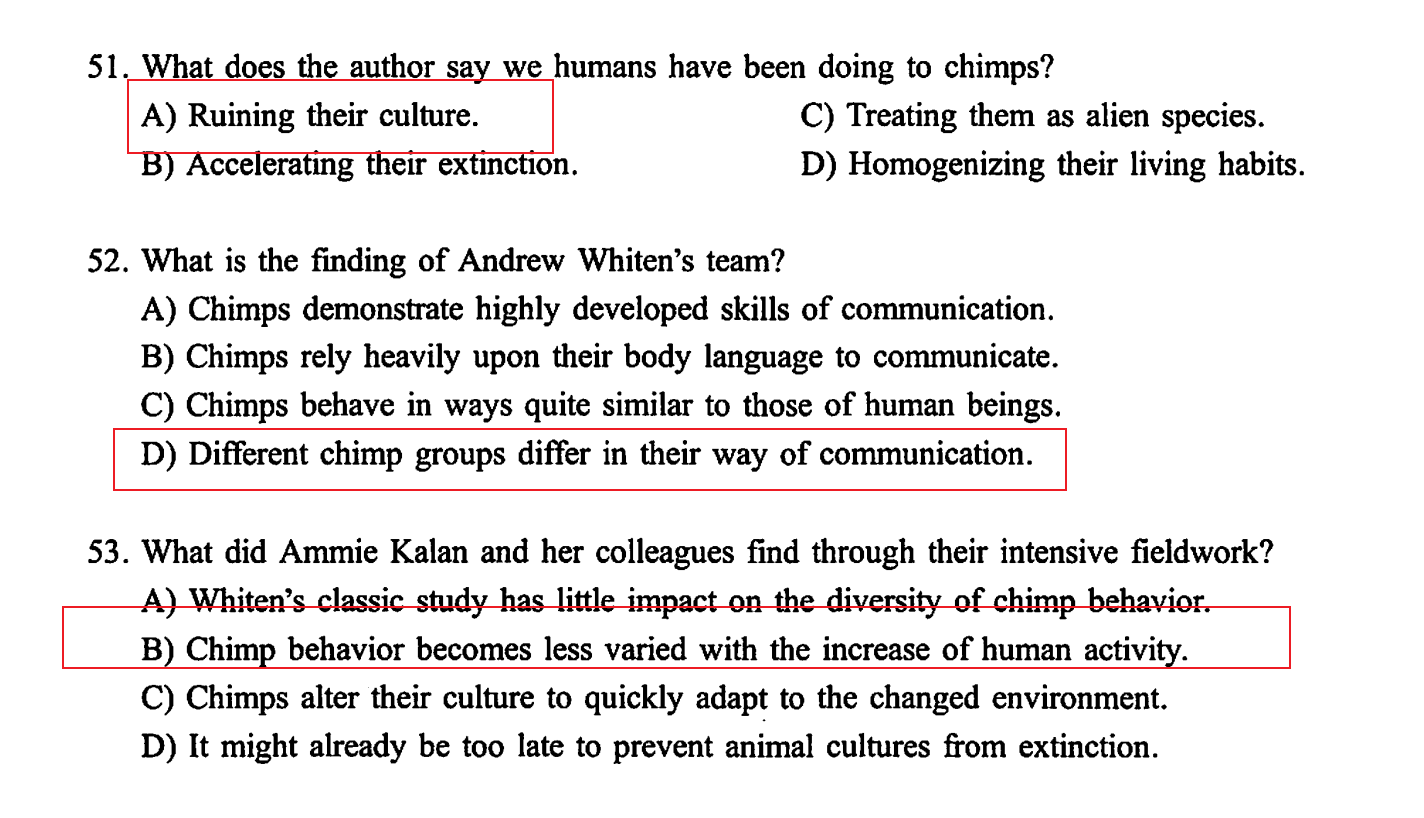 51. What does the author say we humans have been doing to chimps?
A) Ruining their culture.
C) Treating them as alien species.
B) Accelerating their extinction.
D) Homogenizing their living habits.
52. What is the finding of Andrew Whiten's team?
A) Chimps demonstrate highly developed skills of communication.
B) Chimps rely heavily upon their body language to communicate.
C) Chimps behave in ways quite similar to those of human beings.
D) Different chimp groups differ in their way of communication.
53. What did Ammie Kalan and her colleagues find through their intensive fieldwork?
A) Whiten's classic study has little impact on the diversity of chimp behavior.
B) Chimp behavior becomes less varied with the increase of human activity.
C) Chimps alter their culture to quickly adapt to the changed environment.
D) It might already be too late to prevent animal cultures from extinction.